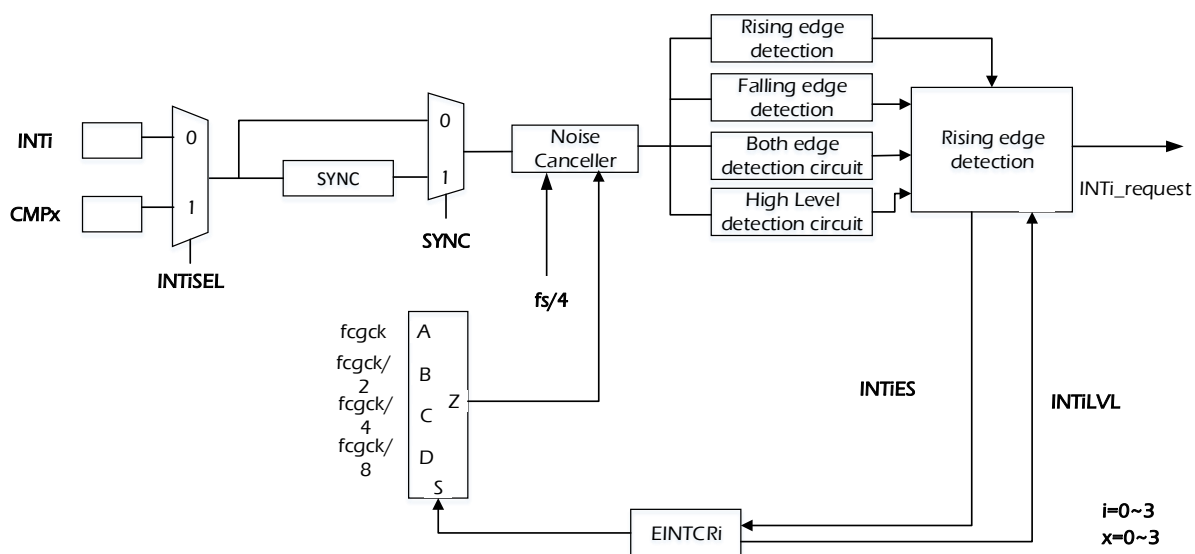 Rising edge
detection
Falling edge
detection
Both edge
detection circuit
High Level
detection circuit
Rising edge
detection
INTi_request
INTi
CMPx
0
1
INTiSEL
SYNC
0
1
SYNC
Noise
Canceller
fs/4
fcgck
fcgck/
2
fcgck/
4
fcgck/
8
A
B
C
D
Z
S
INTiES
INTiLVL
EINTCRi
i=0~3
x=0~3